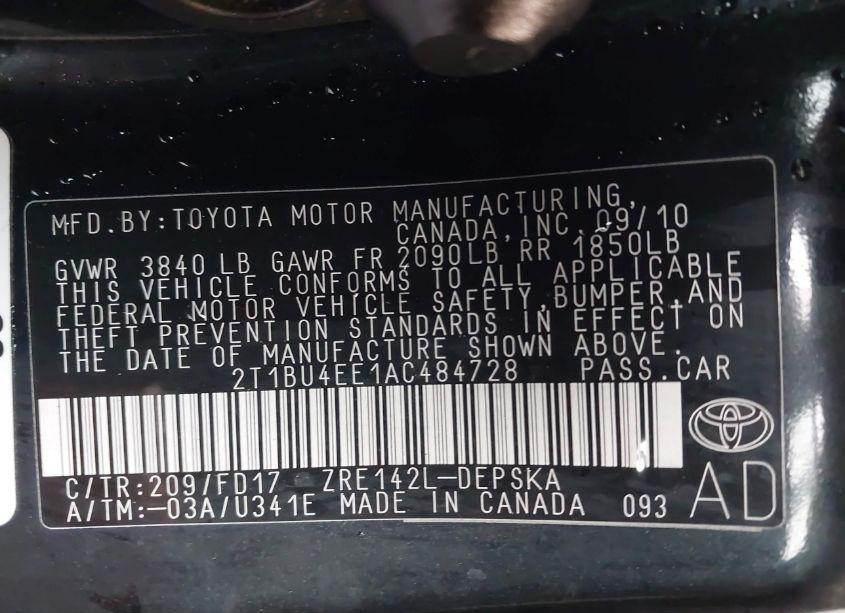 MFD.BY:TOYOTA MOTOR MANUFACTURING,
CANADA,INC.09/10
GVWR 3840 LB GAWR FR 2090LB RR 1850LB
THIS VEHICLE CONFORMS TO ALL APPLICABLE
FEDERAL MOTOR VEHICLE SAFETY,BUMPER,AND
THEFT PREVENTION STANDARDS IN EFFECT ON
THE DATE OF MANUFACTURE SHOWN ABOVE.
2T1BU4EE1AC484728 PASS.CAR
C/TR:209/FD17 ZRE142L-DEPSKA
A/TM:-03A/U341E MADE IN CANADA 093
AD